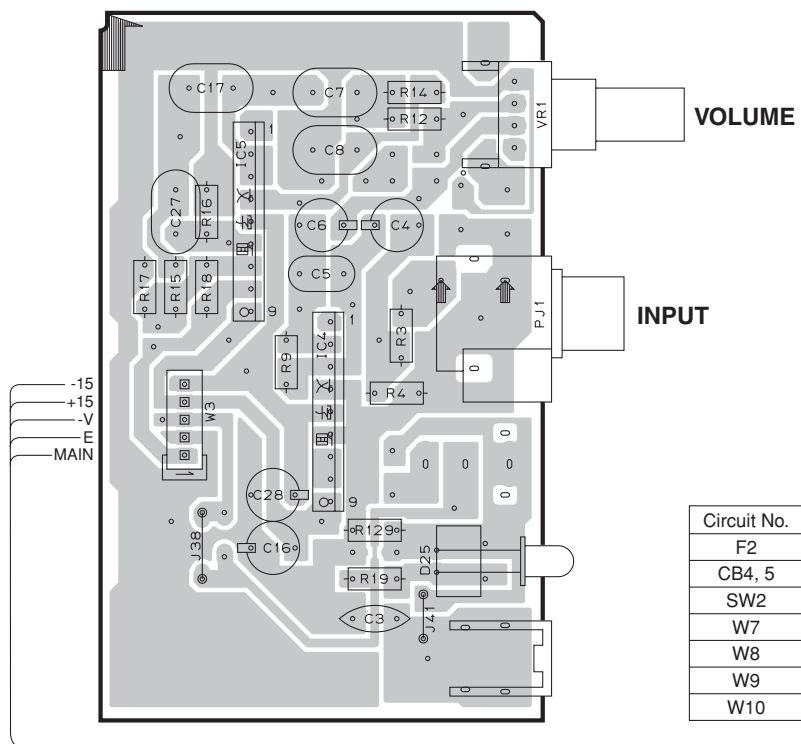 C17
C7
R14
R12
VR1
VOLUME
IC5
1
C8
C27
R16
C6
C4
C5
R17
R15
R18
9
IC4
1
R9
R3
R4
PJ1
INPUT
-15
+15
-V
E
MAIN
W3
1
C28
9
J38
C16
R129
D25
R19
J41
C3
Circuit No.
F2
CB4, 5
SW2
W7
W8
W9
W10